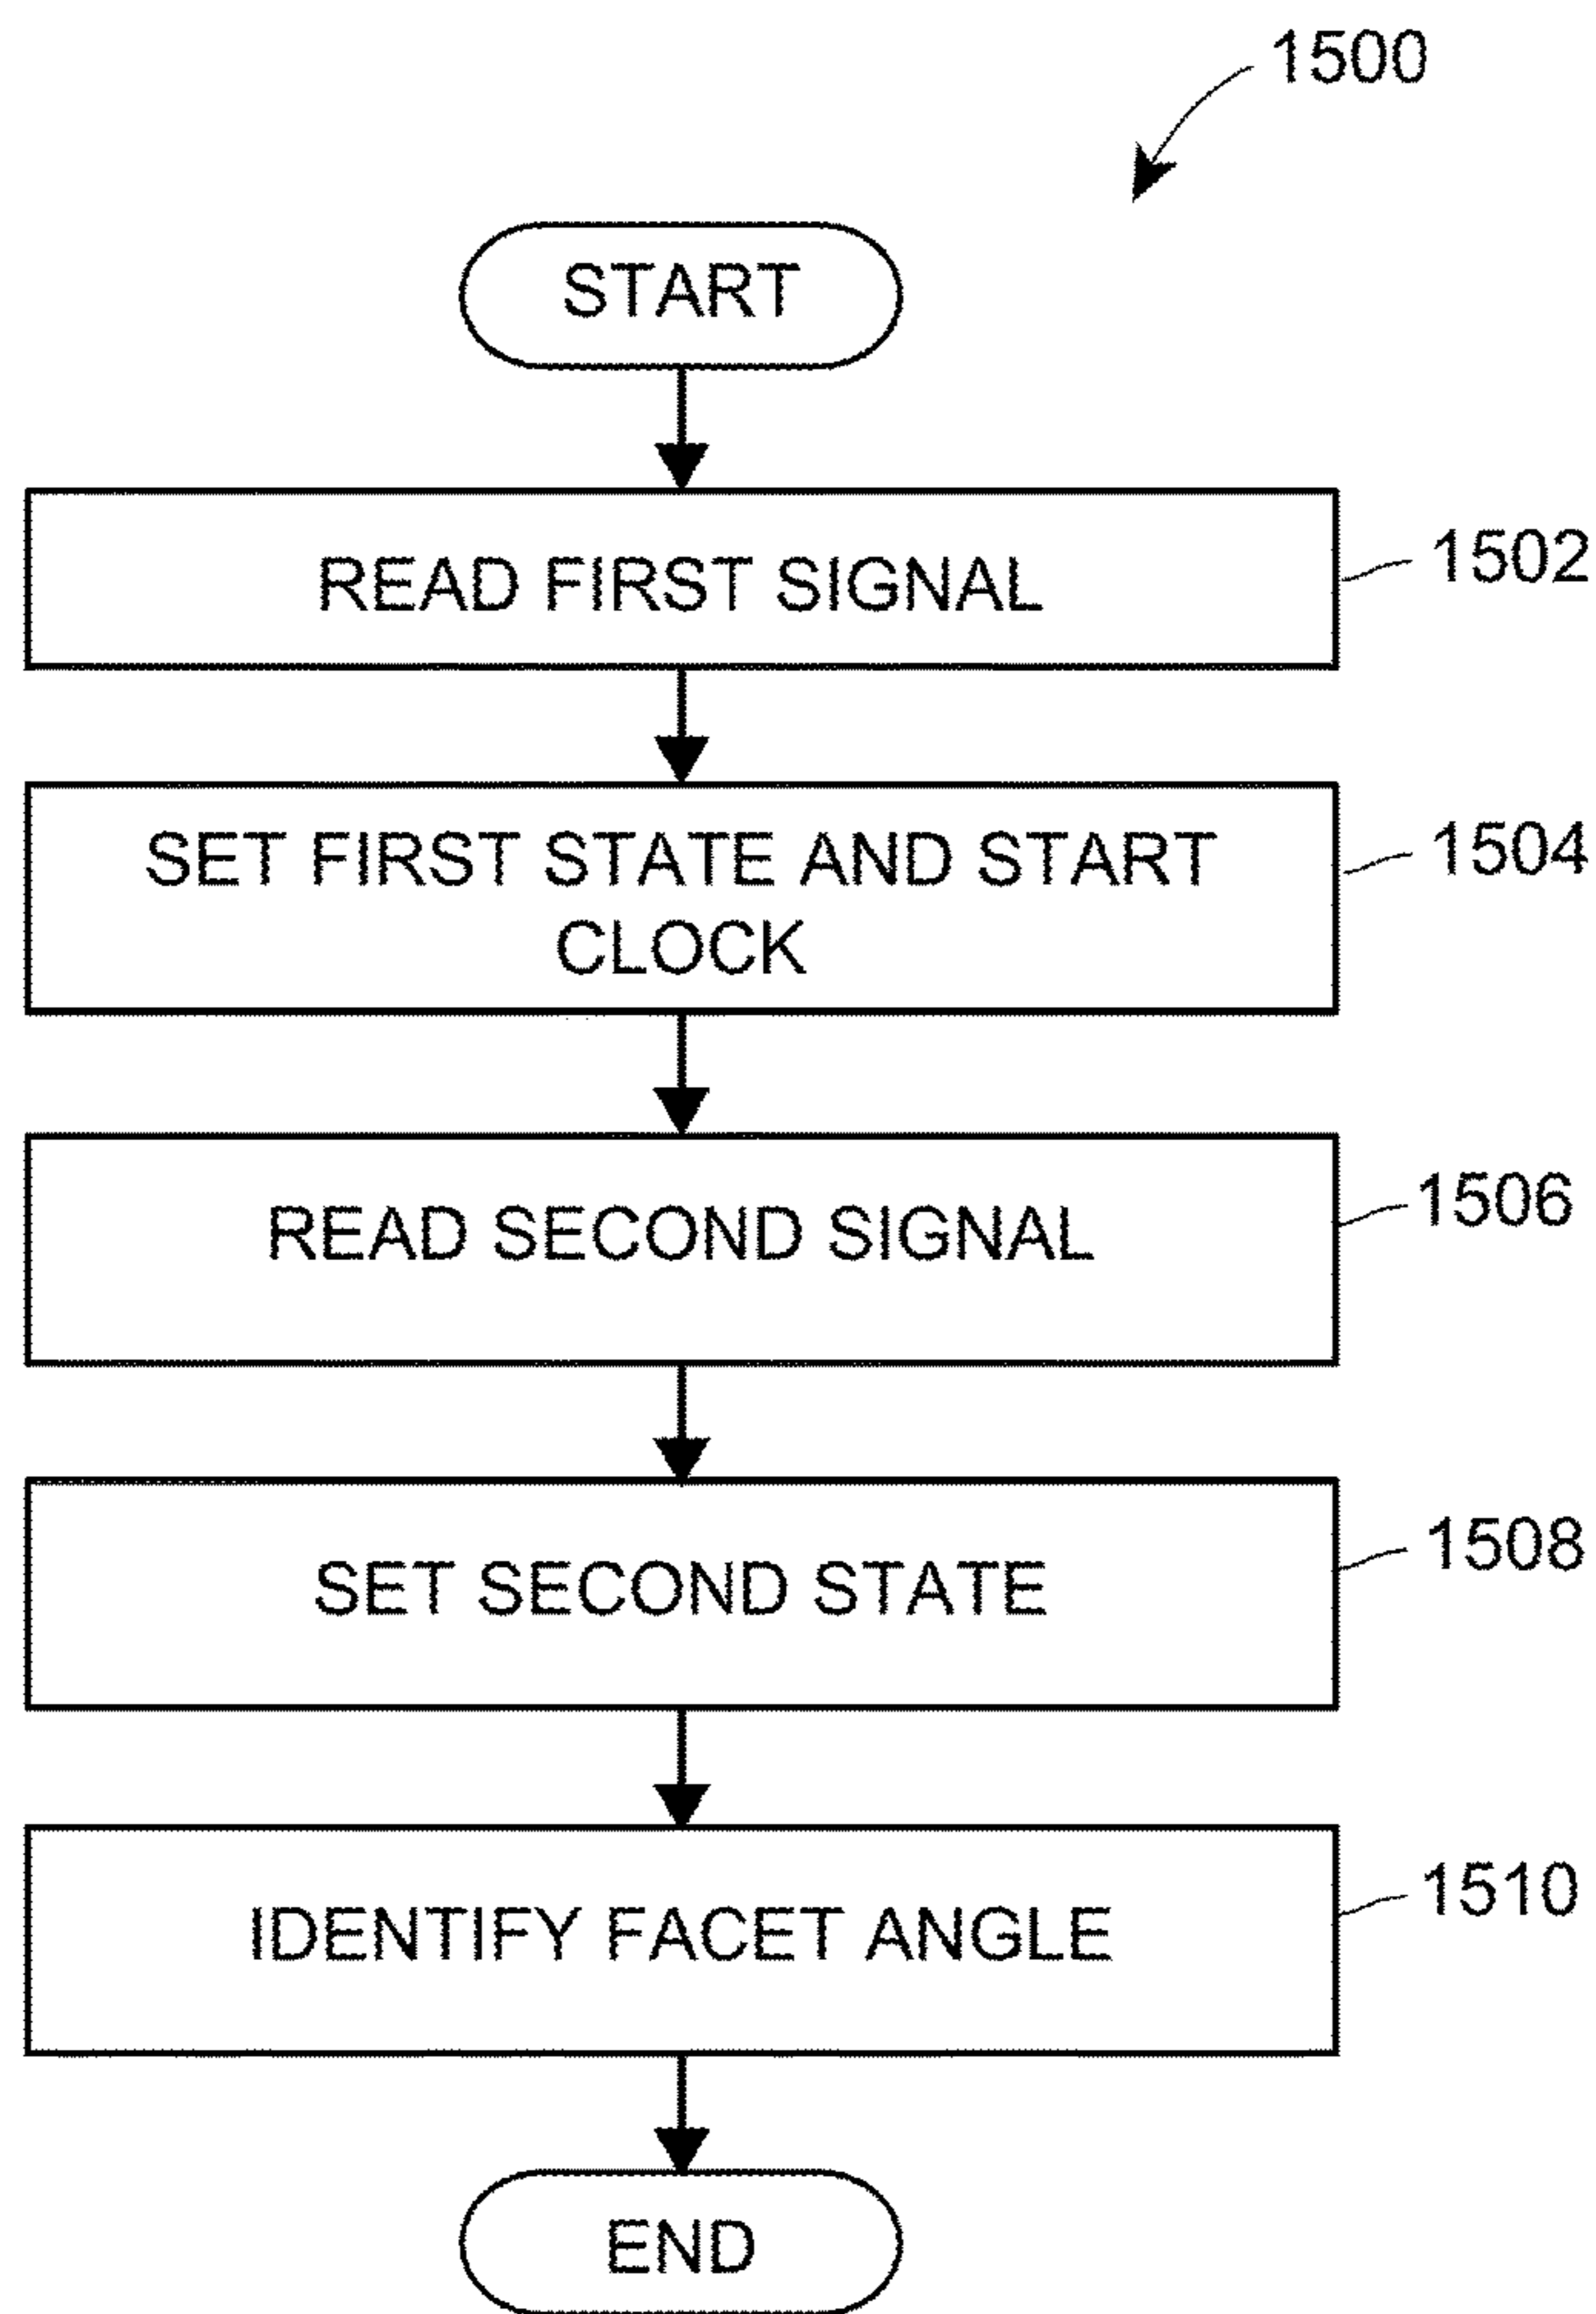 1500
START
READ FIRST SIGNAL
1502
SET FIRST STATE AND START
CLOCK
1504
READ SECOND SIGNAL
1506
SET SECOND STATE
1508
IDENTIFY FACET ANGLE
1510
END